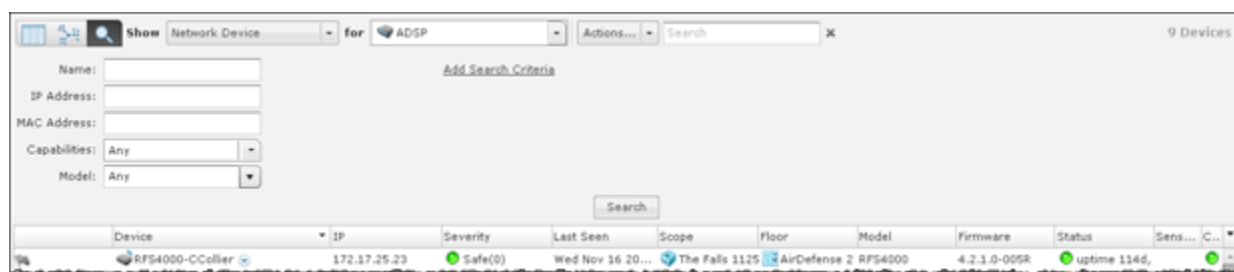 Show Network Device for ADSP Actions... Search 9 Devices
Name: Add Search Criteria
IP Address:
MAC Address:
Capabilities: Any
Model: Any
Search
Device IP Severity Last Seen Scope Floor Model Firmware Status Sens... C...
RFS4000-CCollier 172.17.25.23 Safe(0) Wed Nov 16 20... The Falls 1125 AirDefense 2 RFS4000 4.2.1.0-005R uptime 114d,